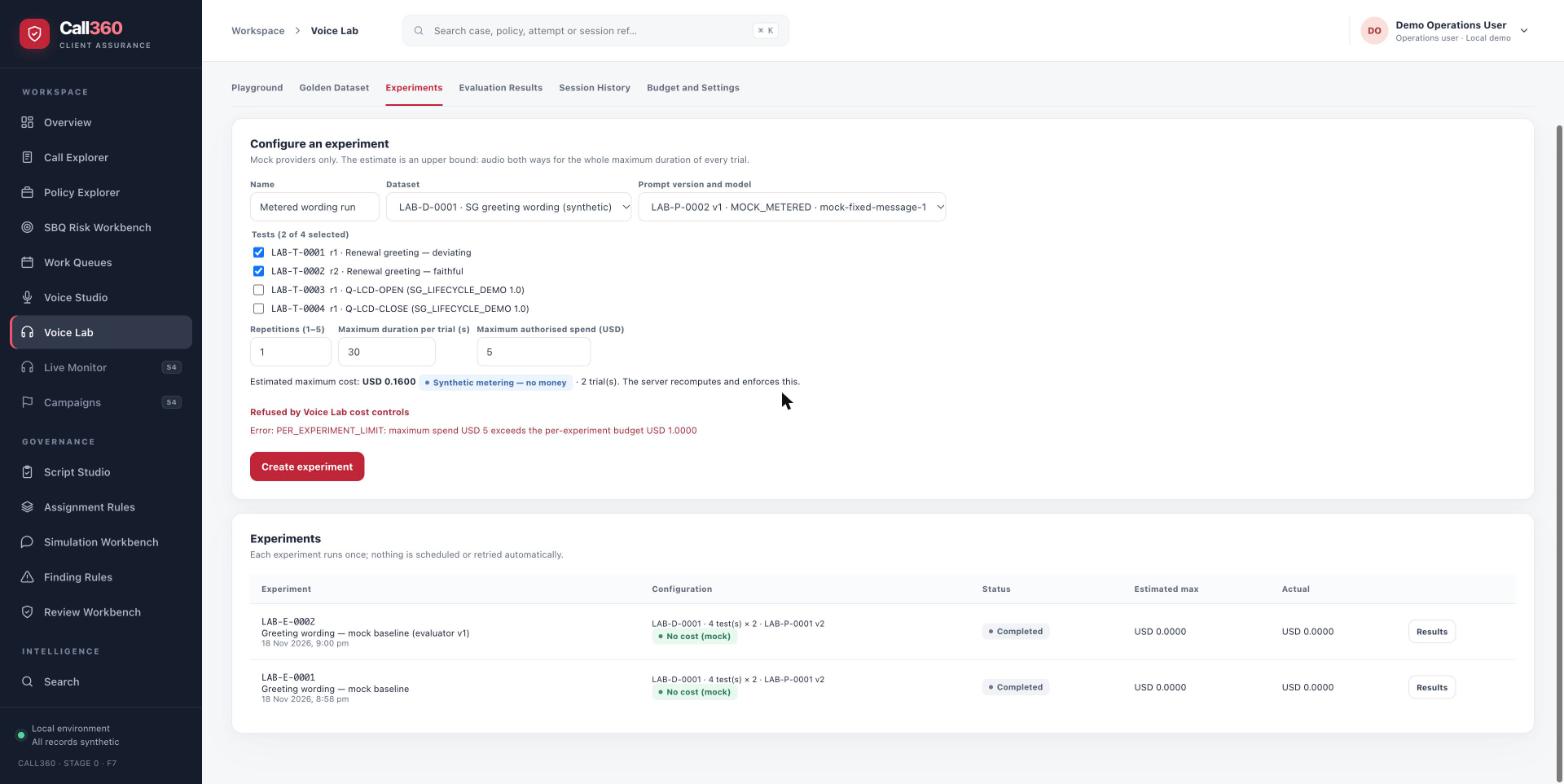 Call360
CLIENT ASSURANCE
WORKSPACE
Overview
Call Explorer
Policy Explorer
SBQ Risk Workbench
Work Queues
Voice Studio
Voice Lab
Live Monitor S4
Campaigns S4
GOVERNANCE
Script Studio
Assignment Rules
Simulation Workbench
Finding Rules
Review Workbench
INTELLIGENCE
Search
Local environment
All records synthetic
CALL360 · STAGE 0 · F7
Workspace > Voice Lab
Search case, policy, attempt or session ref... ⌘ K
DO
Demo Operations User
Operations user · Local demo
Playground Golden Dataset Experiments Evaluation Results Session History Budget and Settings
Configure an experiment
Mock providers only. The estimate is an upper bound: audio both ways for the whole maximum duration of every trial.
Name Dataset Prompt version and model
Metered wording run LAB-D-0001 · SG greeting wording (synthetic) LAB-P-0002 v1 · MOCK_METERED · mock-fixed-message-1
Tests (2 of 4 selected)
LAB-T-0001 r1 · Renewal greeting — deviating
LAB-T-0002 r2 · Renewal greeting — faithful
LAB-T-0003 r1 · Q-LCD-OPEN (SG_LIFECYCLE_DEMO 1.0)
LAB-T-0004 r1 · Q-LCD-CLOSE (SG_LIFECYCLE_DEMO 1.0)
Repetitions (1–5) Maximum duration per trial (s) Maximum authorised spend (USD)
1 30 5
Estimated maximum cost: USD 0.1600 • Synthetic metering — no money · 2 trial(s). The server recomputes and enforces this.
Refused by Voice Lab cost controls
Error: PER_EXPERIMENT_LIMIT: maximum spend USD 5 exceeds the per-experiment budget USD 1.0000
Create experiment
Experiments
Each experiment runs once; nothing is scheduled or retried automatically.
Experiment Configuration Status Estimated max Actual
LAB-E-0002
Greeting wording — mock baseline (evaluator v1)
18 Nov 2026, 9:00 pm
LAB-D-0001 · 4 test(s) × 2 · LAB-P-0001 v2
• No cost (mock)
• Completed USD 0.0000 USD 0.0000 Results
LAB-E-0001
Greeting wording — mock baseline
18 Nov 2026, 8:58 pm
LAB-D-0001 · 4 test(s) × 2 · LAB-P-0001 v2
• No cost (mock)
• Completed USD 0.0000 USD 0.0000 Results